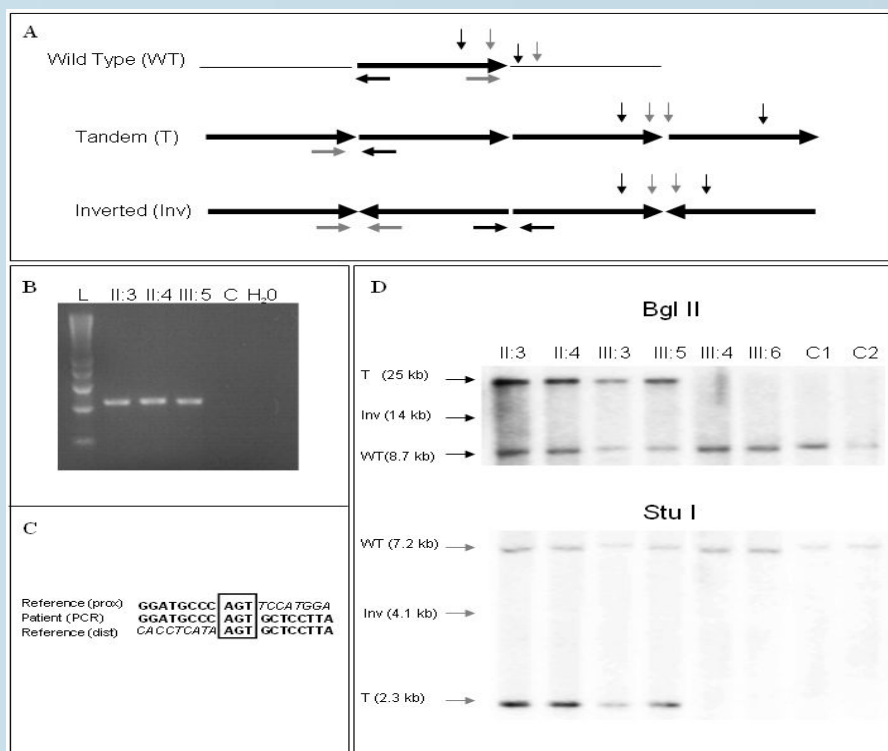 A
Wild Type (WT)
Tandem (T)
Inverted (Inv)
B
L II:3 II:4 III:5 C H₂0
C
Reference (prox) GGATGCCC AGT TCCATGGA
Patient (PCR) GGATGCCC AGT GCTCCTTA
Reference (dist) CACCTCATA AGT GCTCCTTA
D
Bgl II
II:3 II:4 III:3 III:5 III:4 III:6 C1 C2
T (25 kb)
Inv (14 kb)
WT(8.7 kb)
Stu I
WT (7.2 kb)
Inv (4.1 kb)
T (2.3 kb)